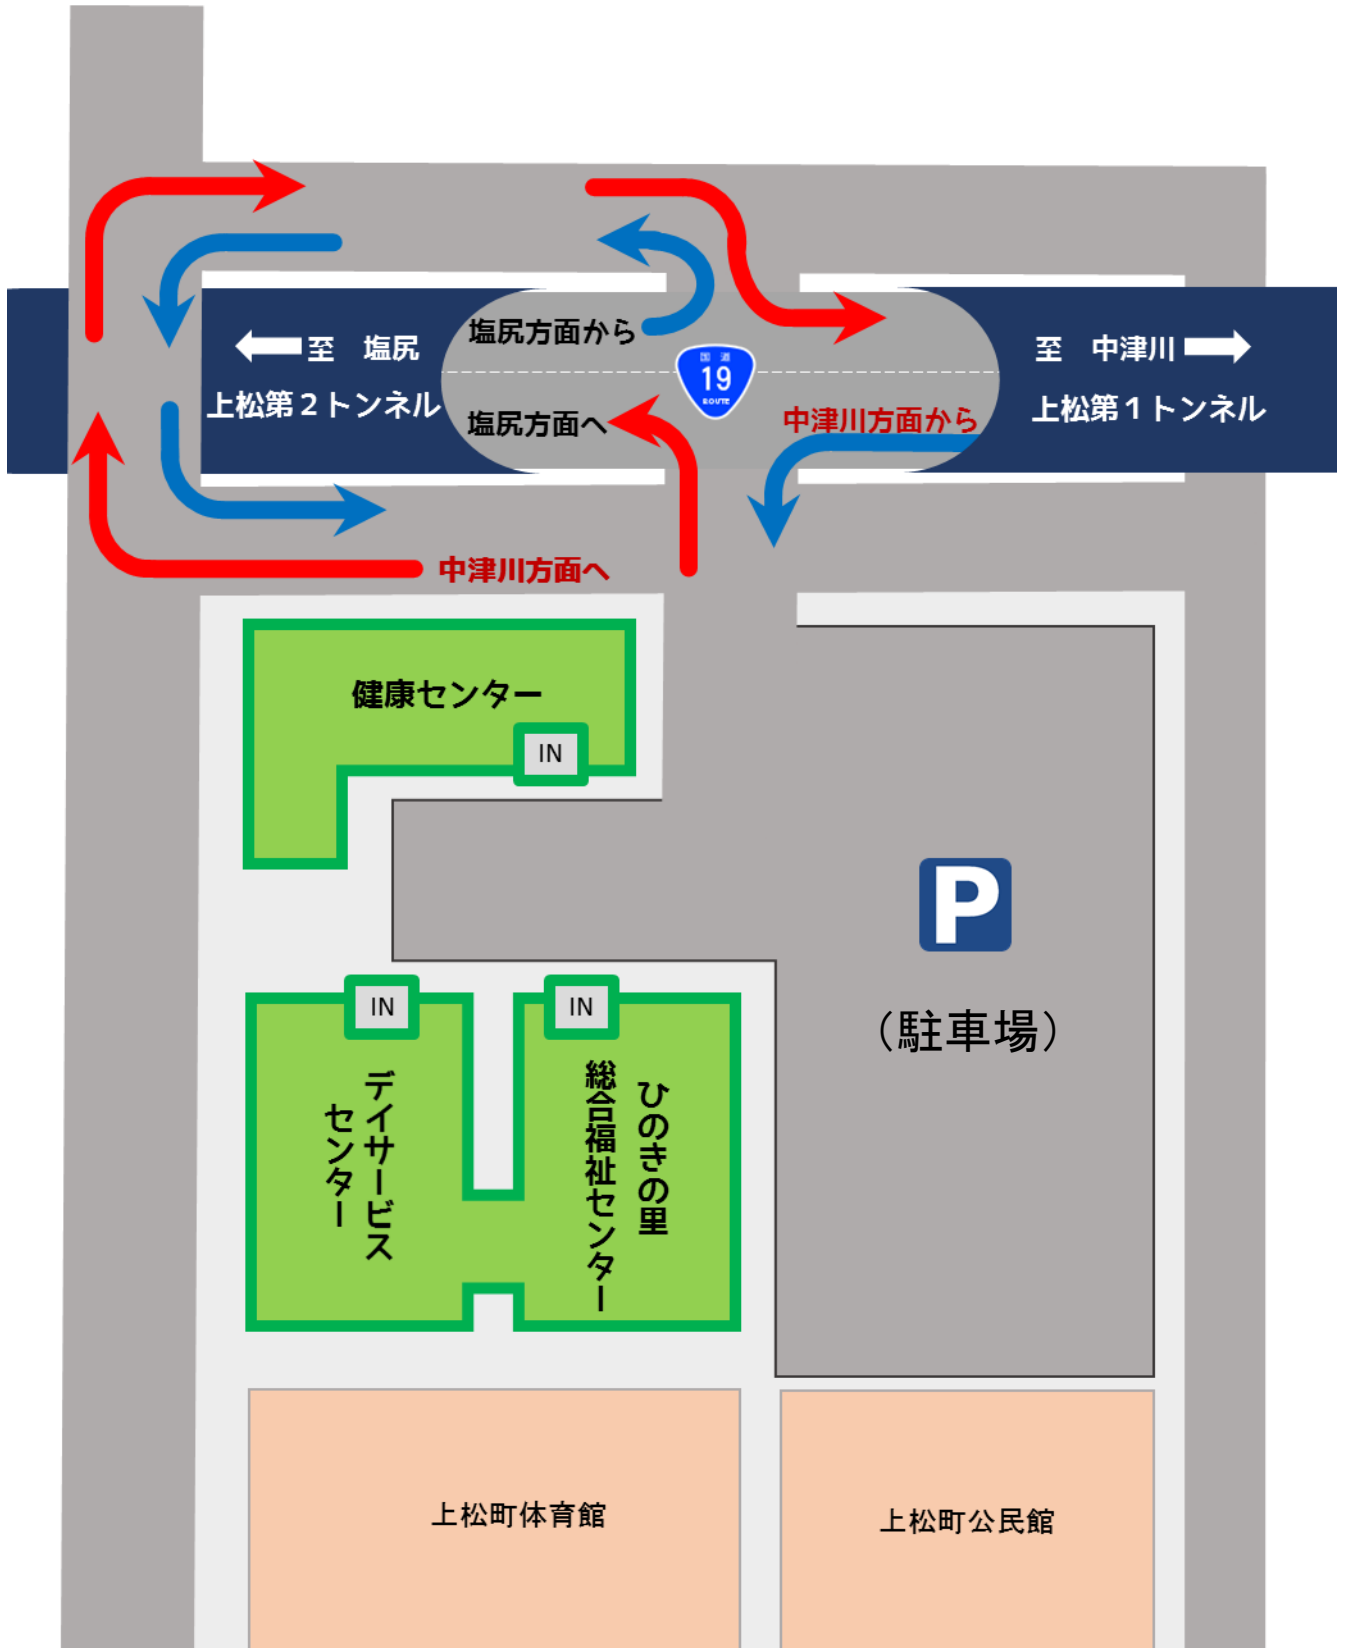 塩尻方面から
至 塩尻
上松第2トンネル
国道
19
ROUTE
至 中津川
上松第1トンネル
塩尻方面へ
中津川方面から
中津川方面へ
健康センター
IN
P
(駐車場)
IN
IN
デイサービス
センター
ひのきの里
総合福祉センター
上松町体育館
上松町公民館